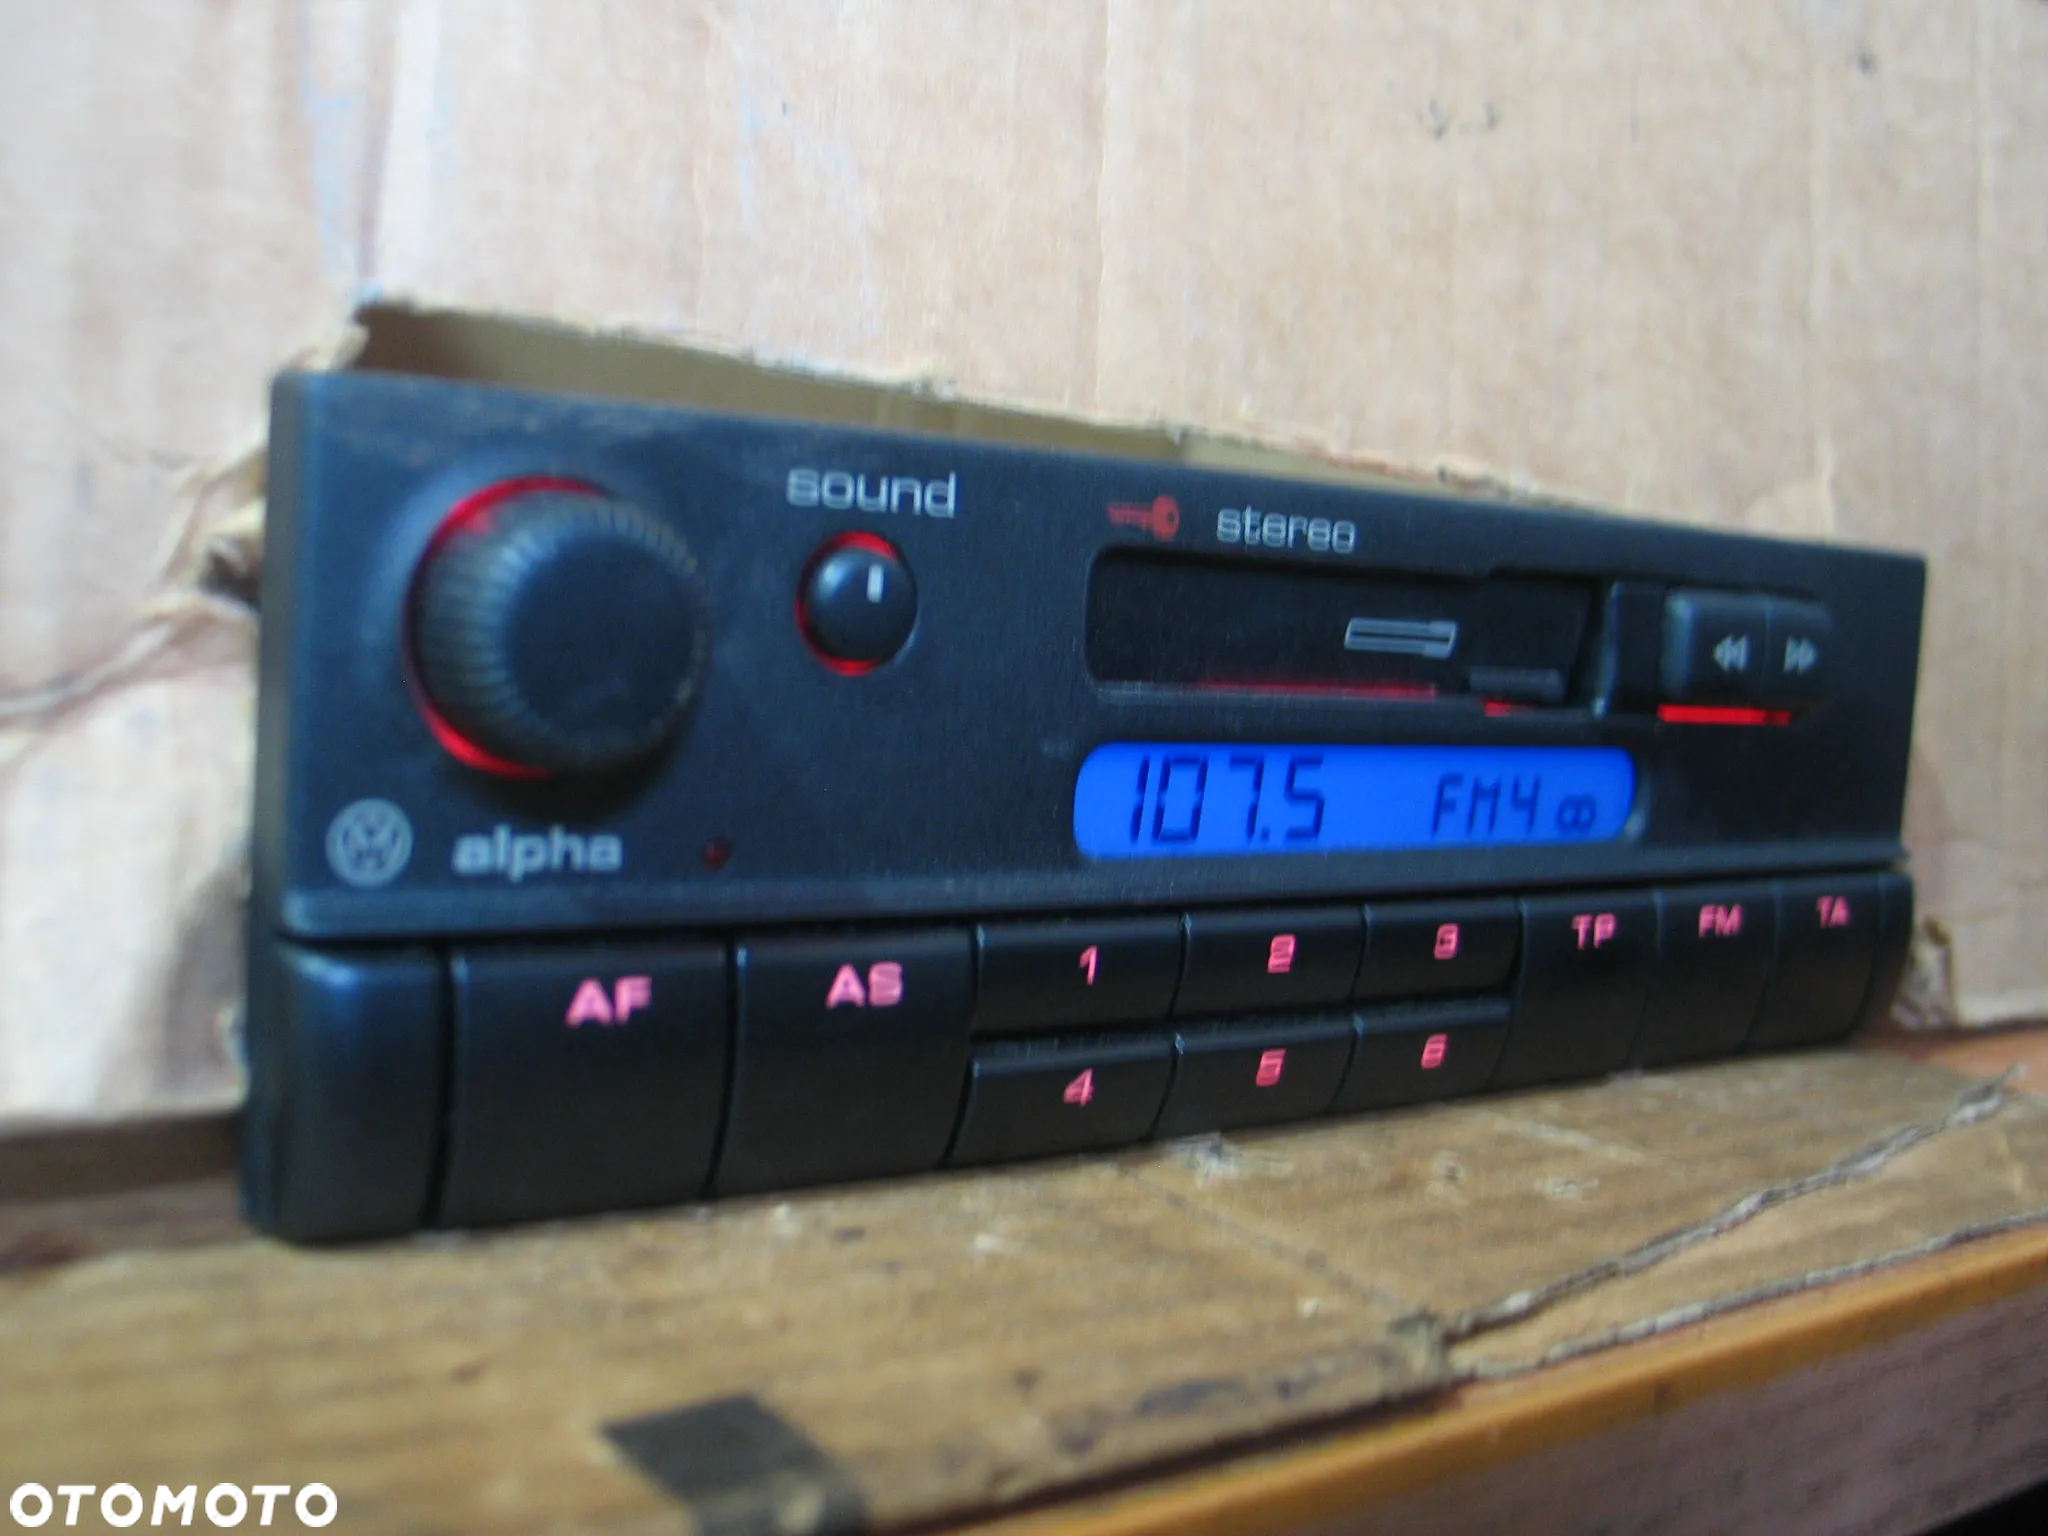 sound
stereo
107.5 FM4
alpha
AF AS 1 2 3 TP FM TA
4 5 6
OTOMOTO